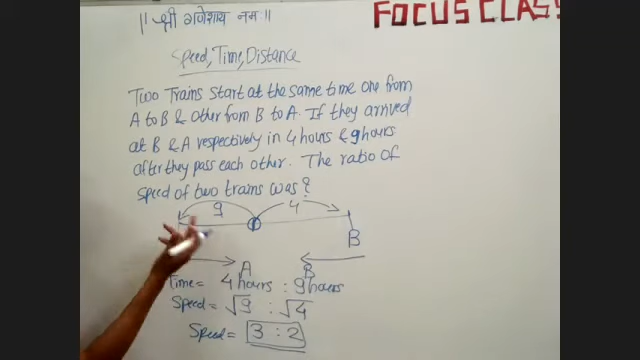 ||श्री गणेशाय नमः||
FOCUS CLASS
Speed, Time, Distance
Two Trains start at the same time one from
A to B & other from B to A. If they arrived
at B & A respectively in 4 hours & 9 hours
after they pass each other. The ratio of
speed of two trains was?
9 4
B
A B
Time = 4 hours : 9 hours
Speed = √9 : √4
Speed = 3 : 2